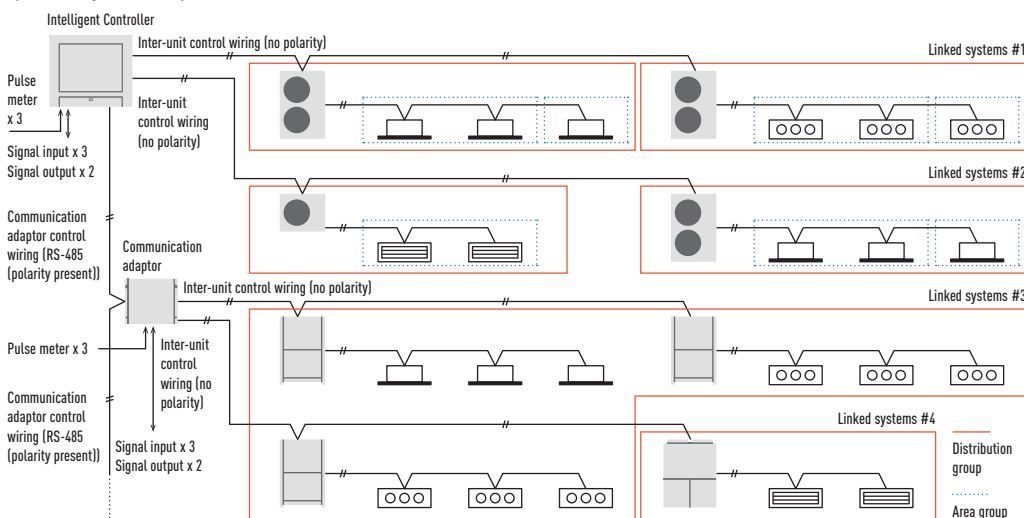 Intelligent Controller
Inter-unit control wiring (no polarity)
Linked systems #1
Pulse
meter
x 3
Inter-unit
control wiring
(no polarity)
Signal input x 3
Signal output x 2
Linked systems #2
Communication
adaptor control
wiring (RS-485
(polarity present))
Communication
adaptor
Inter-unit control wiring (no polarity)
Linked systems #3
Pulse meter x 3
Inter-unit
control
wiring (no
polarity)
Communication
adaptor control
wiring (RS-485
(polarity present))
Signal input x 3
Signal output x 2
Linked systems #4
Distribution
group
Area group